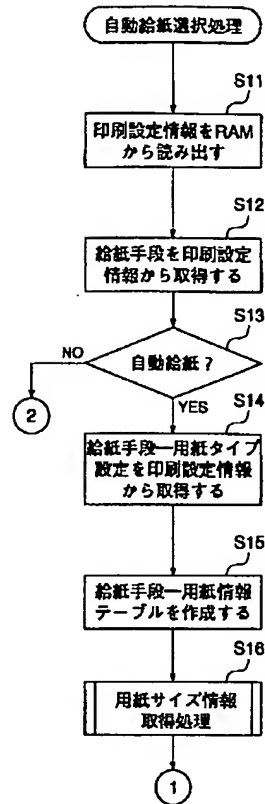 自動給紙選択処理
S11
印刷設定情報をRAM
から読み出す
S12
給紙手段を印刷設定
情報から取得する
S13
自動給紙?
NO
YES
2
S14
給紙手段―用紙タイプ
設定を印刷設定情報
から取得する
S15
給紙手段―用紙情報
テーブルを作成する
S16
用紙サイズ情報
取得処理
1